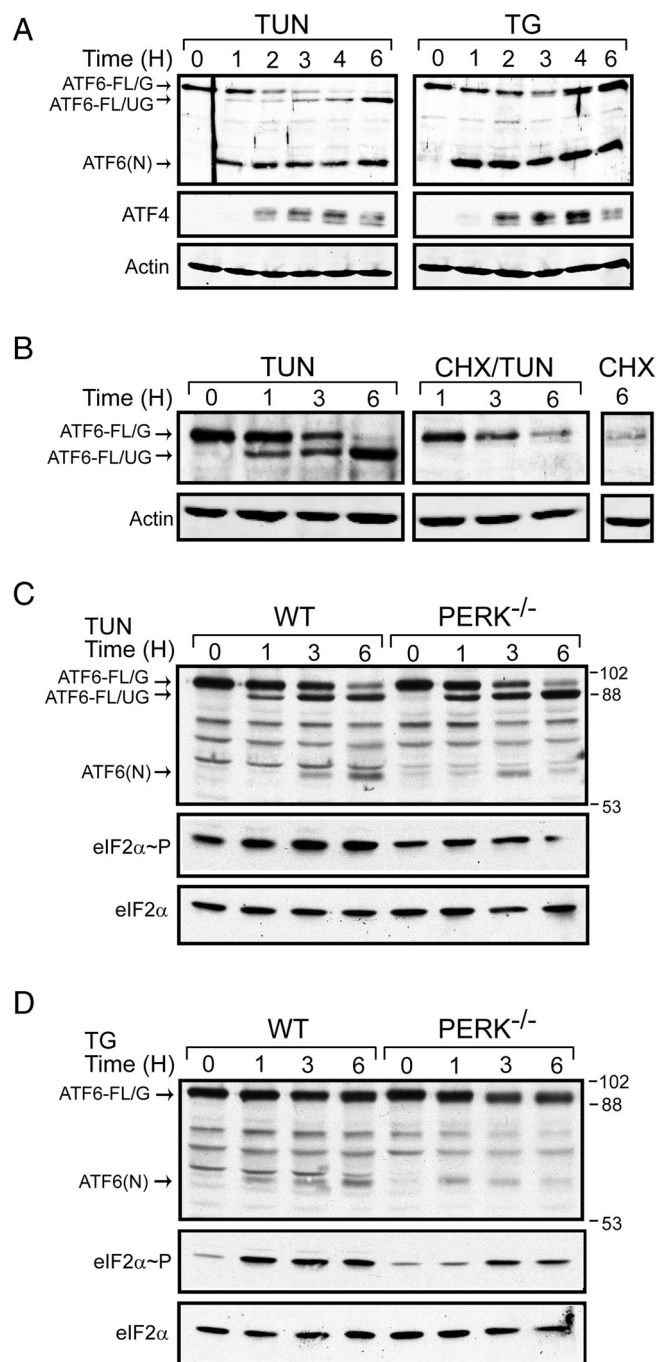 A
TUN TG
Time (H) 0 1 2 3 4 6 0 1 2 3 4 6
ATF6-FL/G →
ATF6-FL/UG →
ATF6(N) →
ATF4
Actin
B
TUN CHX/TUN CHX
Time (H) 0 1 3 6 1 3 6 6
ATF6-FL/G →
ATF6-FL/UG →
Actin
C
WT PERK-/-
TUN
Time (H) 0 1 3 6 0 1 3 6
ATF6-FL/G → -102
ATF6-FL/UG → -88
ATF6(N) →
-53
eIF2α~P
eIF2α
D
WT PERK-/-
TG
Time (H) 0 1 3 6 0 1 3 6
ATF6-FL/G → -102
-88
ATF6(N) →
-53
eIF2α~P
eIF2α